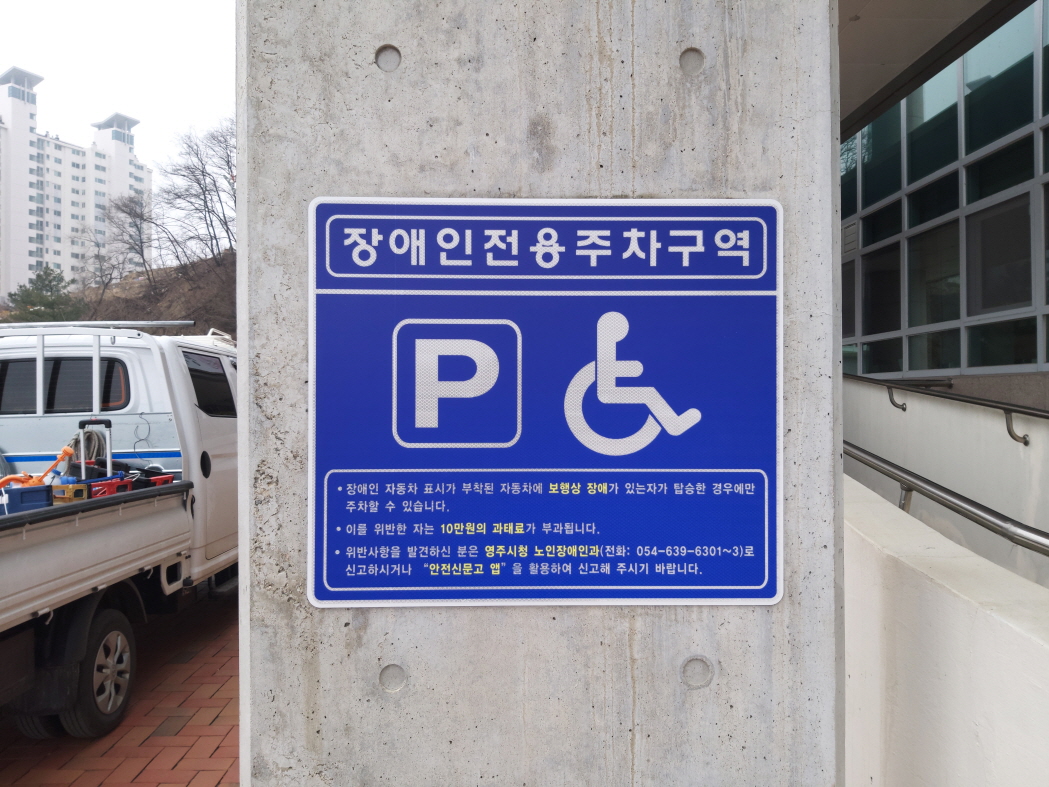 장애인전용주차구역
P
• 장애인 자동차 표시가 부착된 자동차에 보행상 장애가 있는자가 탑승한 경우에만
주차할 수 있습니다.
• 이를 위반한 자는 10만원의 과태료가 부과됩니다.
• 위반사항을 발견하신 분은 영주시청 노인장애인과(전화: 054-639-6301~3)로
신고하시거나 “안전신문고 앱”을 활용하여 신고해 주시기 바랍니다.